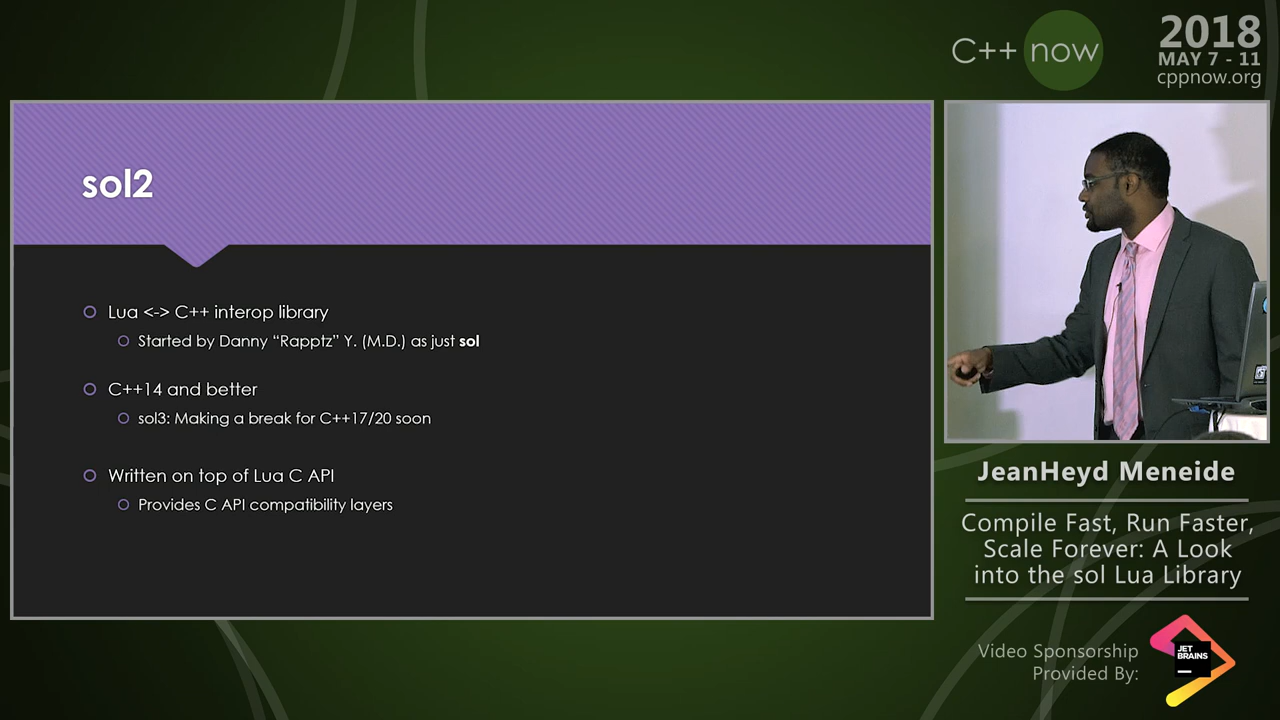 C++ now
2018
MAY 7 - 11
cppnow.org
sol2
Lua <-> C++ interop library
Started by Danny “Rapptz” Y. (M.D.) as just sol
C++14 and better
sol3: Making a break for C++17/20 soon
Written on top of Lua C API
Provides C API compatibility layers
JeanHeyd Meneide
Compile Fast, Run Faster,
Scale Forever: A Look
into the sol Lua Library
Video Sponsorship
Provided By:
JET
BRAINS